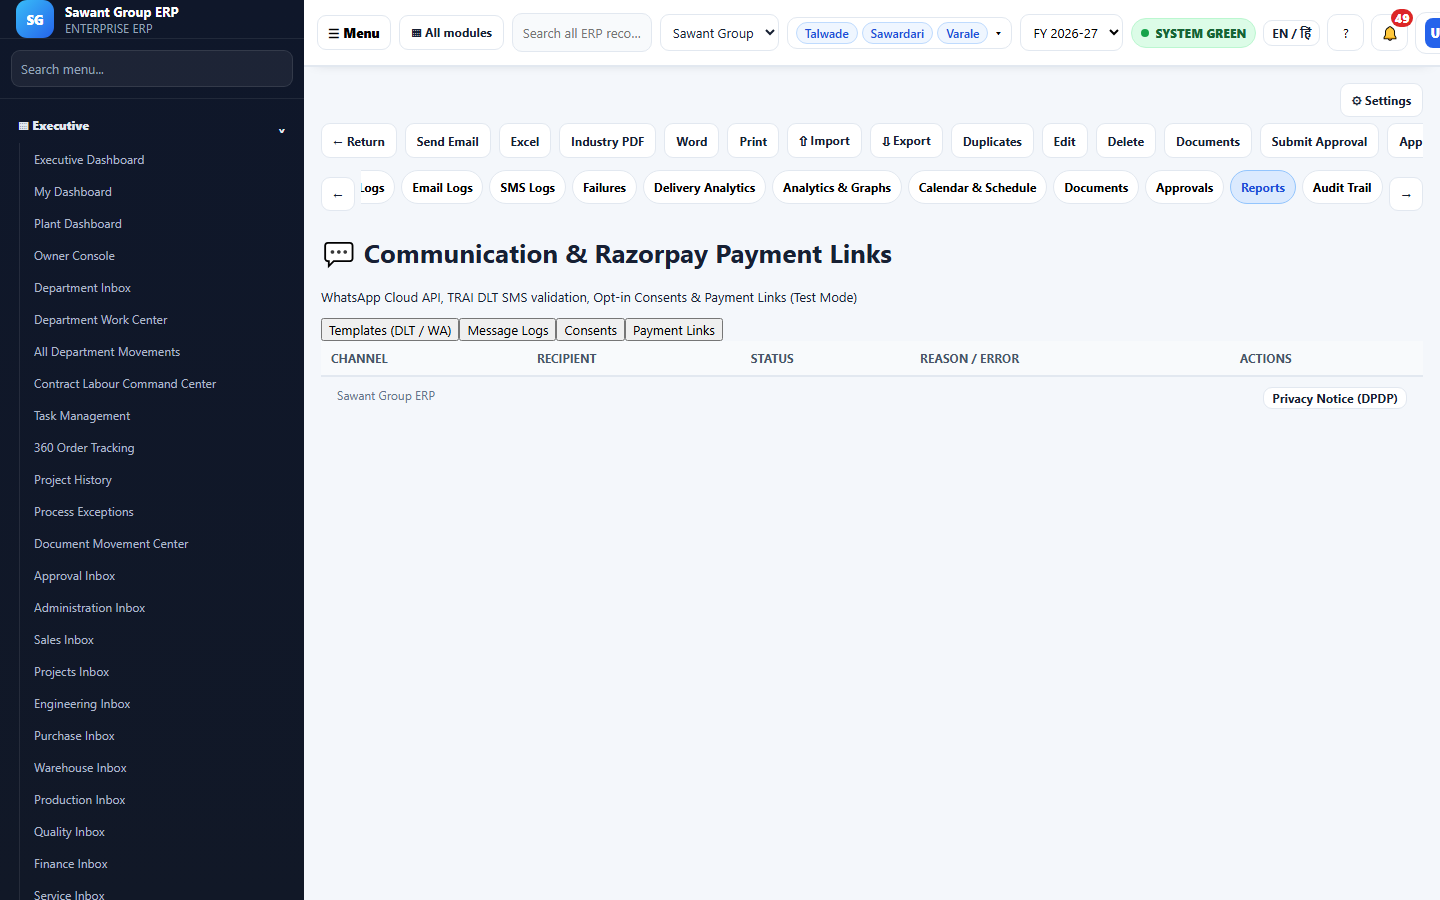 SG
Sawant Group ERP
ENTERPRISE ERP
Search menu...
Executive
Executive Dashboard
My Dashboard
Plant Dashboard
Owner Console
Department Inbox
Department Work Center
All Department Movements
Contract Labour Command Center
Task Management
360 Order Tracking
Project History
Process Exceptions
Document Movement Center
Approval Inbox
Administration Inbox
Sales Inbox
Projects Inbox
Engineering Inbox
Purchase Inbox
Warehouse Inbox
Production Inbox
Quality Inbox
Finance Inbox
Service Inbox
☰ Menu
All modules
Search all ERP reco...
Sawant Group
Talwade
Sawardari
Varale
FY 2026-27
SYSTEM GREEN
EN / हिं
?
49
U
⚙ Settings
← Return
Send Email
Excel
Industry PDF
Word
Print
⇧ Import
⇩ Export
Duplicates
Edit
Delete
Documents
Submit Approval
App
←
Logs
Email Logs
SMS Logs
Failures
Delivery Analytics
Analytics & Graphs
Calendar & Schedule
Documents
Approvals
Reports
Audit Trail
→
Communication & Razorpay Payment Links
WhatsApp Cloud API, TRAI DLT SMS validation, Opt-in Consents & Payment Links (Test Mode)
Templates (DLT / WA)
Message Logs
Consents
Payment Links
CHANNEL
RECIPIENT
STATUS
REASON / ERROR
ACTIONS
Sawant Group ERP
Privacy Notice (DPDP)